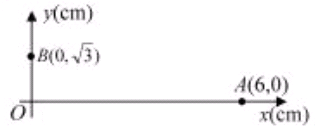 y(cm)
B(0, √3)
A(6,0)
O
x(cm)